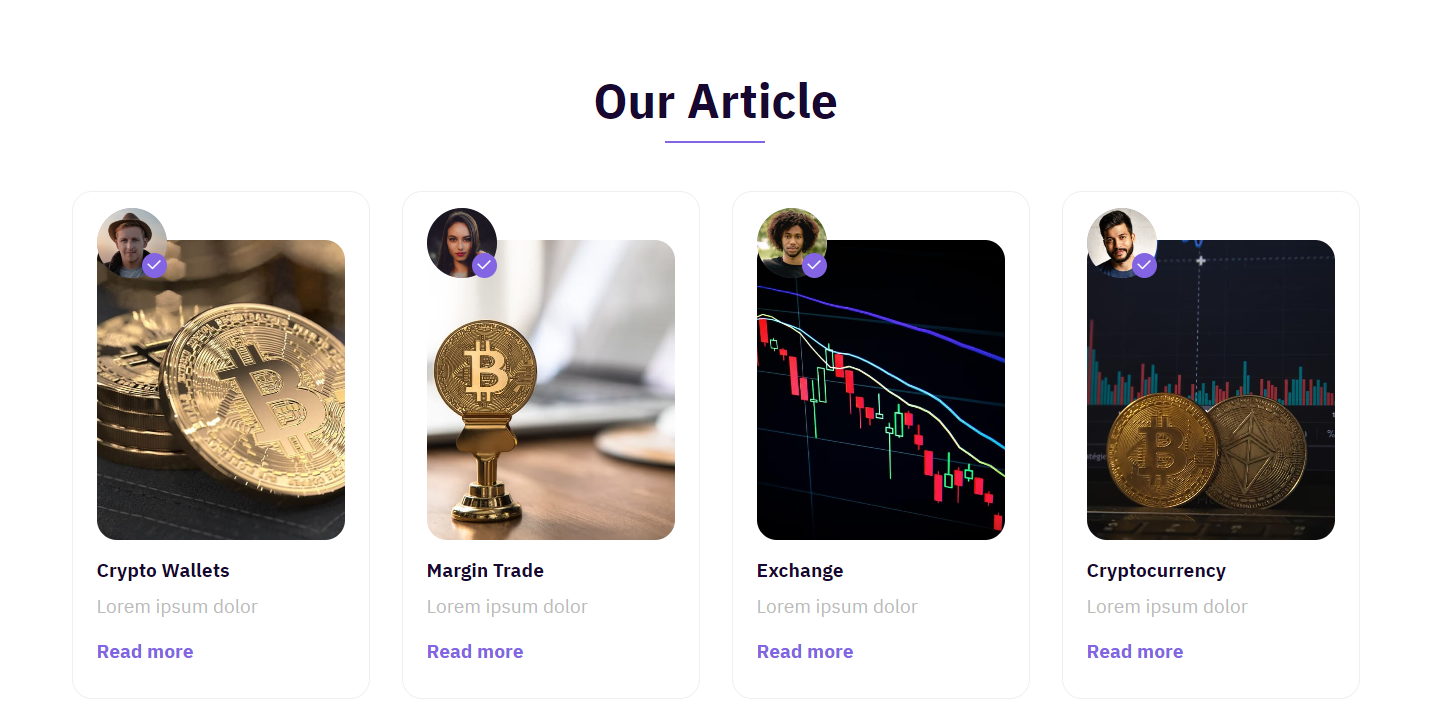 Our Article
Crypto Wallets
Lorem ipsum dolor
Read more
Margin Trade
Lorem ipsum dolor
Read more
Exchange
Lorem ipsum dolor
Read more
Cryptocurrency
Lorem ipsum dolor
Read more